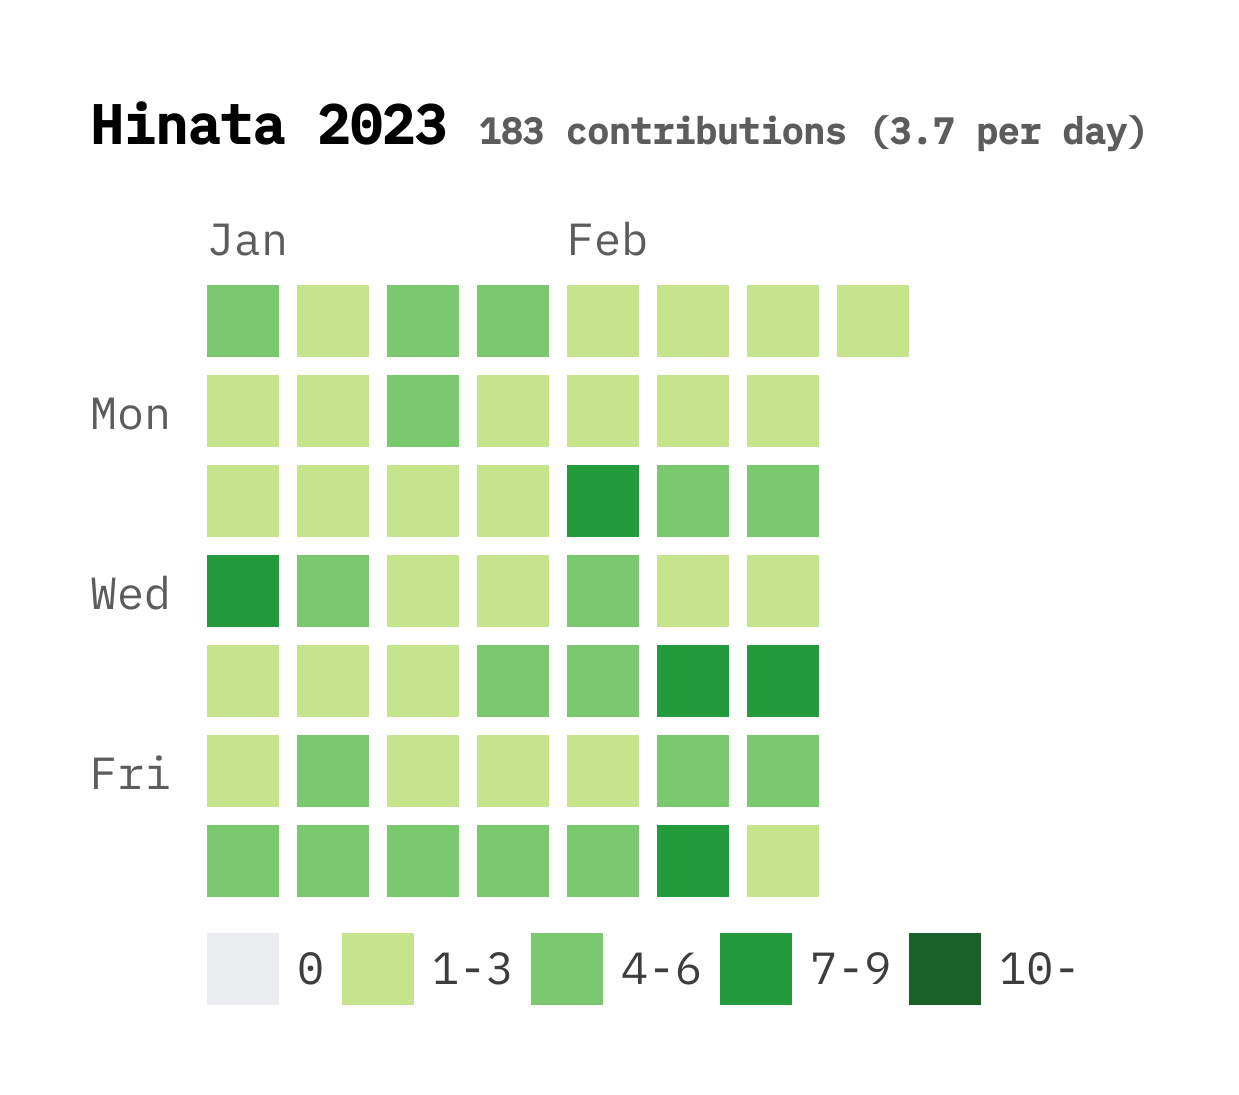 Hinata 2023 183 contributions (3.7 per day)
Jan Feb
Mon
Wed
Fri
0 1-3 4-6 7-9 10-